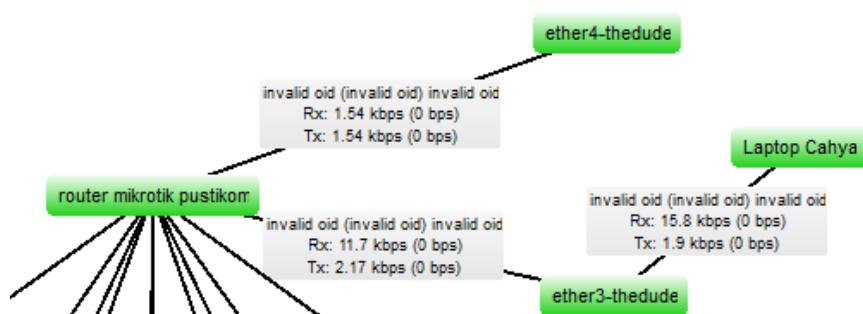 ether4-thedude
invalid oid (invalid oid) invalid oid
Rx: 1.54 kbps (0 bps)
Tx: 1.54 kbps (0 bps)
Laptop Cahya
router mikrotik pustikom
invalid oid (invalid oid) invalid oid
Rx: 15.8 kbps (0 bps)
Tx: 1.9 kbps (0 bps)
invalid oid (invalid oid) invalid oid
Rx: 11.7 kbps (0 bps)
Tx: 2.17 kbps (0 bps)
ether3-thedude